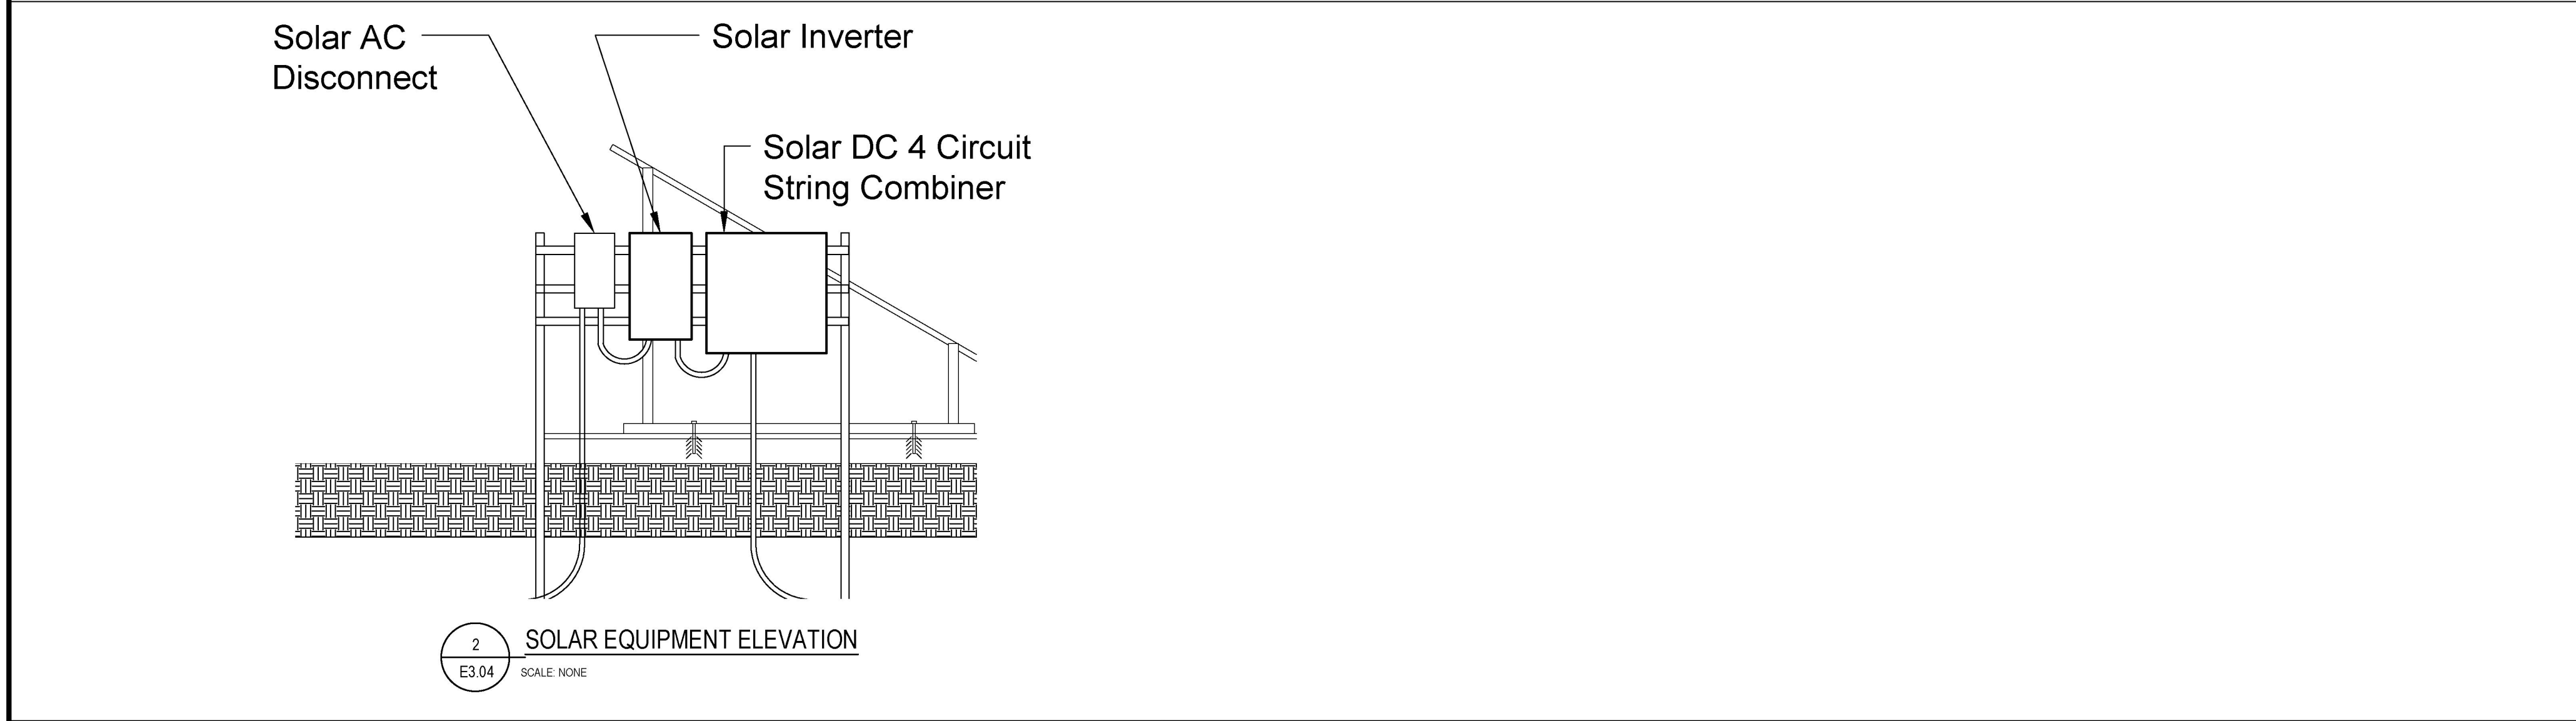 Solar AC
Disconnect
Solar Inverter
Solar DC 4 Circuit
String Combiner
2
E3.04
SOLAR EQUIPMENT ELEVATION
SCALE: NONE